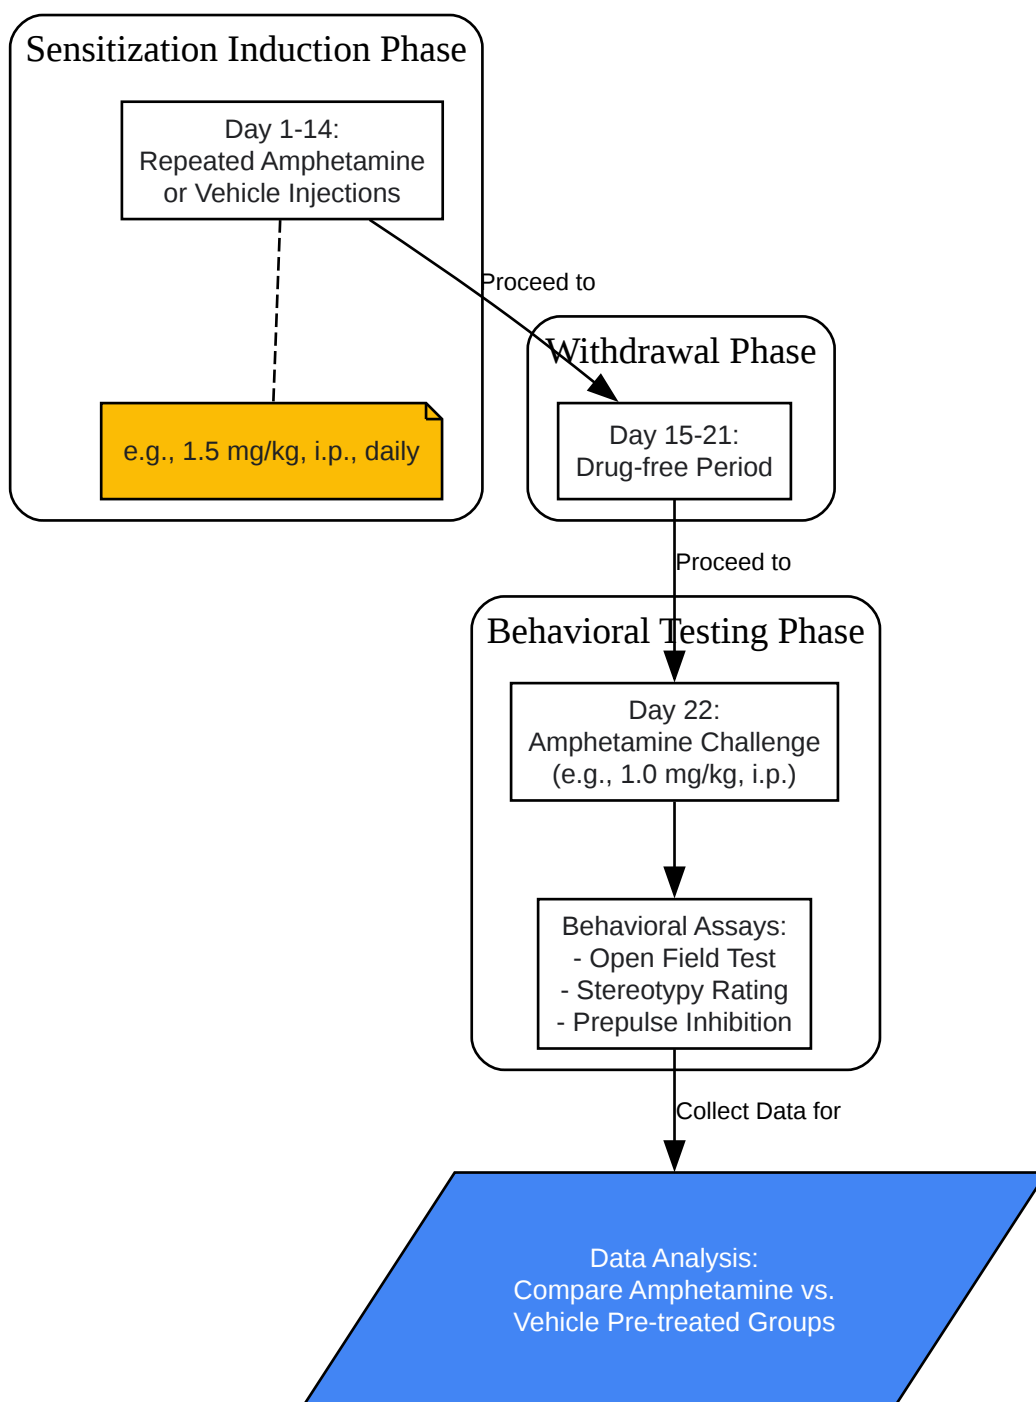 Sensitization Induction Phase
Day 1-14:
Repeated Amphetamine
or Vehicle Injections
Proceed to
e.g., 1.5 mg/kg, i.p., daily
Withdrawal Phase
Day 15-21:
Drug-free Period
Proceed to
Behavioral Testing Phase
Day 22:
Amphetamine Challenge
(e.g., 1.0 mg/kg, i.p.)
Behavioral Assays:
- Open Field Test
- Stereotypy Rating
- Prepulse Inhibition
Collect Data for
Data Analysis:
Compare Amphetamine vs.
Vehicle Pre-treated Groups